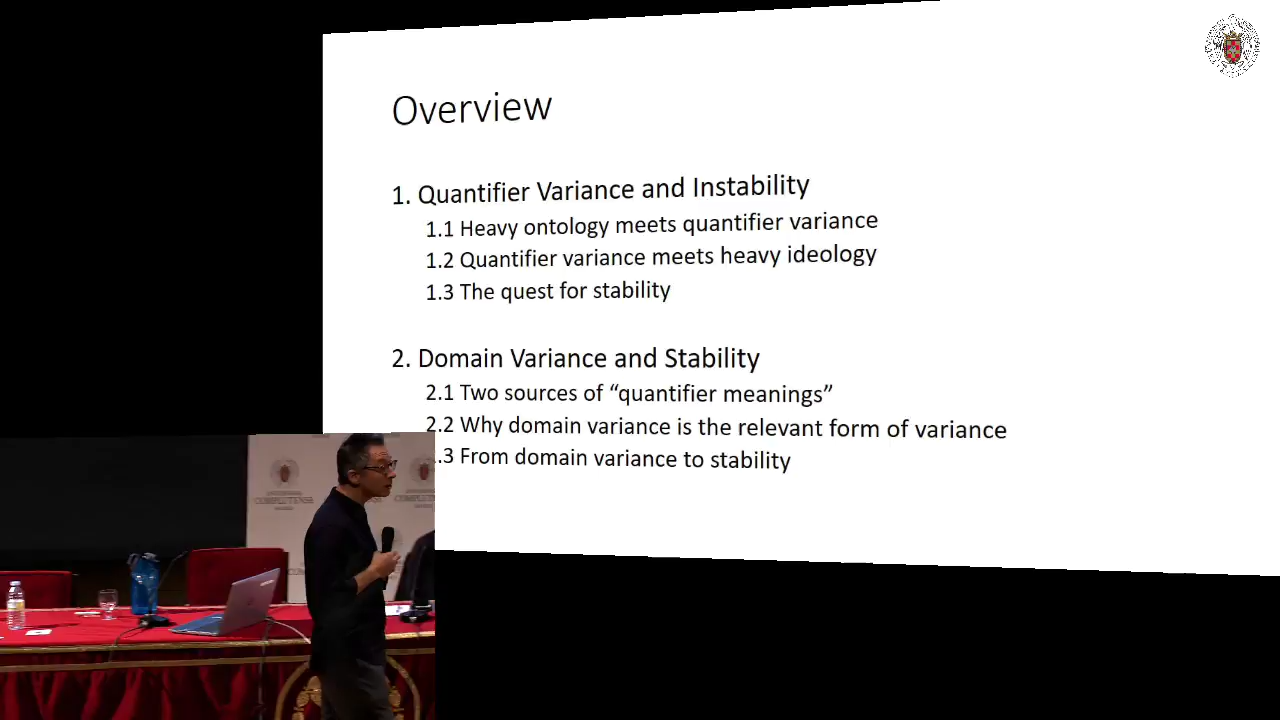 Overview
1. Quantifier Variance and Instability
1.1 Heavy ontology meets quantifier variance
1.2 Quantifier variance meets heavy ideology
1.3 The quest for stability
2. Domain Variance and Stability
2.1 Two sources of “quantifier meanings”
2.2 Why domain variance is the relevant form of variance
.3 From domain variance to stability
COMPLUTENSE